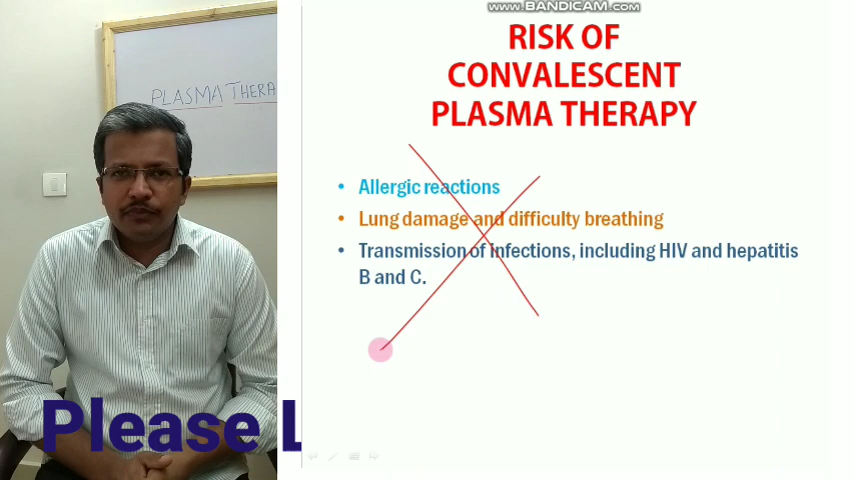 www.BANDICAM.com
RISK OF
CONVALESCENT
PLASMA THERAPY
PLASMA THERA
• Allergic reactions
• Lung damage and difficulty breathing
• Transmission of infections, including HIV and hepatitis
B and C.
Please L